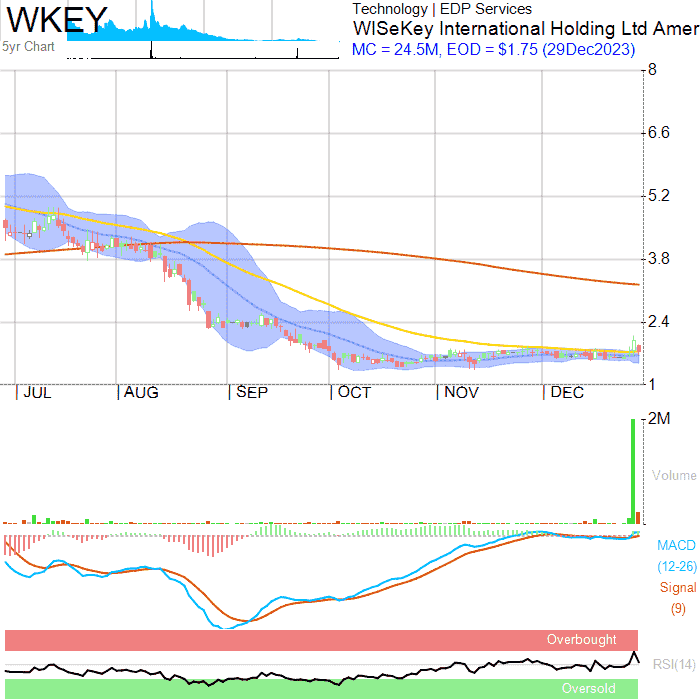 WKEY
5yr Chart
Technology | EDP Services
WISeKey International Holding Ltd Amer
MC = 24.5M, EOD = $1.75 (29Dec2023)
8
6.6
5.2
3.8
2.4
1
JUL
AUG
SEP
OCT
NOV
DEC
2M
Volume
MACD
(12-26)
Signal
(9)
Overbought
RSI(14)
Oversold